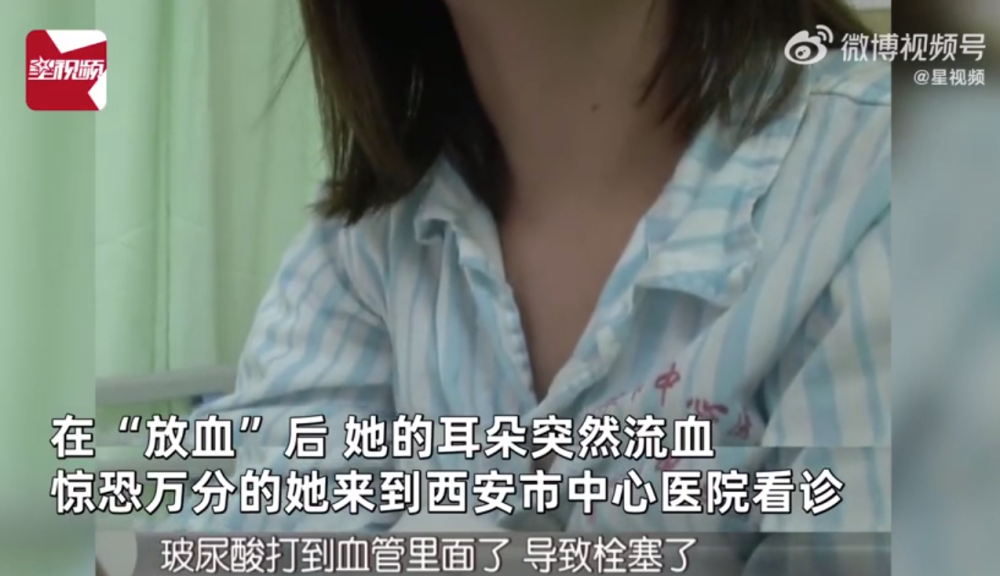 星视频
微博视频号
@星视频
在“放血”后 她的耳朵突然流血
惊恐万分的她来到西安市中心医院看诊
玻尿酸打到血管里面了 导致栓塞了